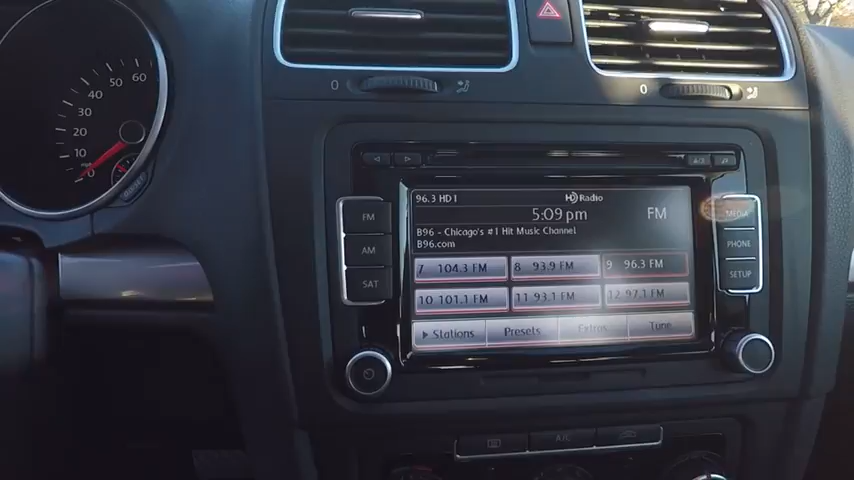 60
50
40
30
20
10
0
0
0
96.3 HD1 HD Radio
5:09 pm FM
B96 - Chicago's #1 Hit Music Channel
B96.com
7 104.3 FM 8 93.9 FM 9 96.3 FM
10 101.1 FM 11 93.1 FM 12 97.1 FM
Stations Presets Extras Tune
FM
AM
SAT
MEDIA
PHONE
SETUP
A/C